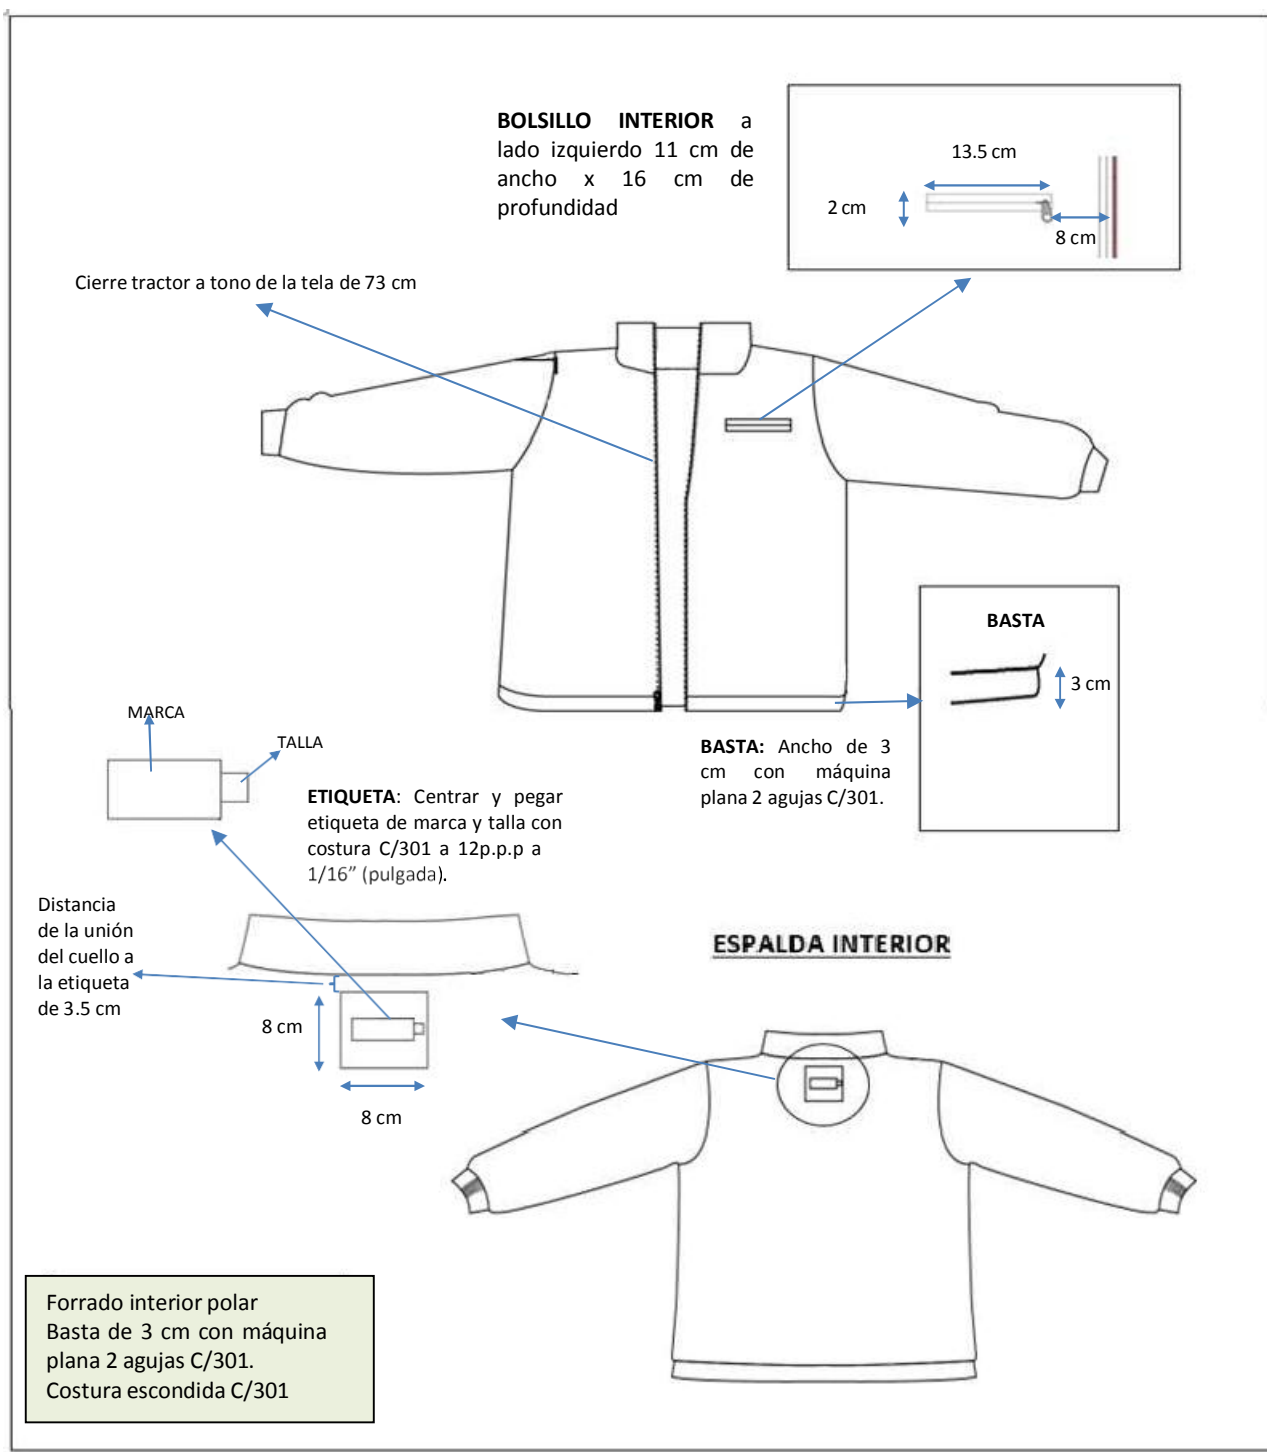 BOLSILLO INTERIOR a
lado izquierdo 11 cm de
ancho x 16 cm de
profundidad
13.5 cm
2 cm
8 cm
Cierre tractor a tono de la tela de 73 cm
BASTA
3 cm
BASTA: Ancho de 3
cm con máquina
plana 2 agujas C/301.
MARCA
TALLA
ETIQUETA: Centrar y pegar
etiqueta de marca y talla con
costura C/301 a 12p.p.p a
1/16” (pulgada).
Distancia
de la unión
del cuello a
la etiqueta
de 3.5 cm
8 cm
8 cm
ESPALDA INTERIOR
Forrado interior polar
Basta de 3 cm con máquina
plana 2 agujas C/301.
Costura escondida C/301